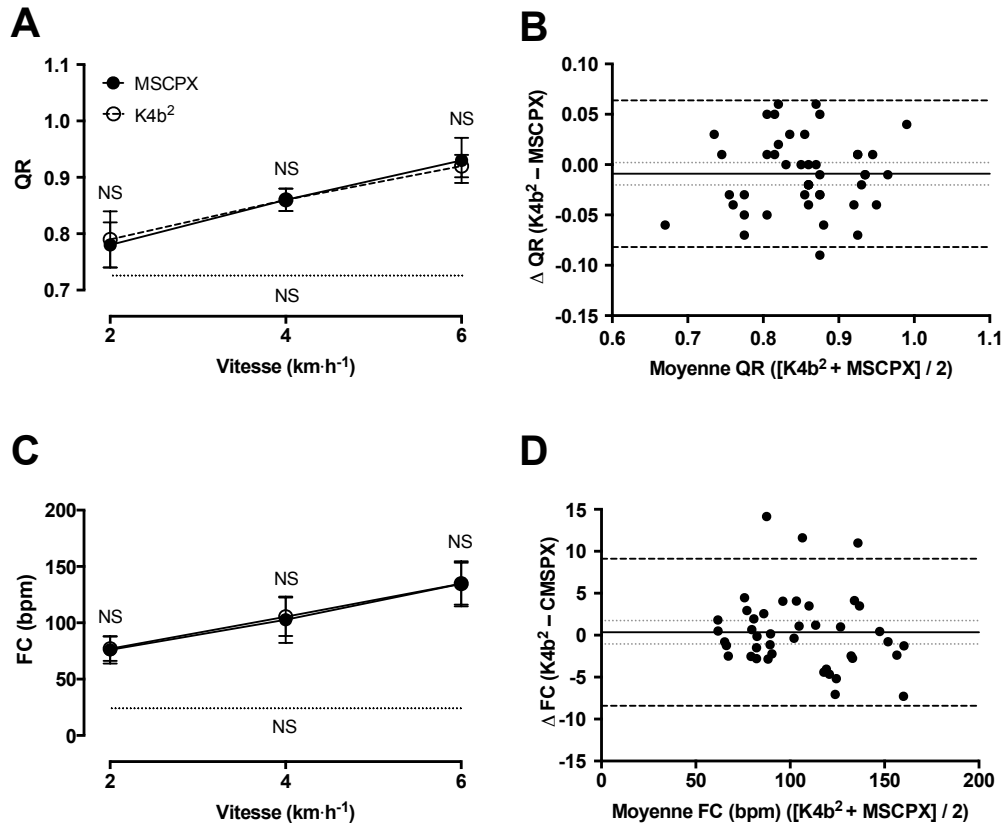 A
1.1
1.0
0.9
0.8
0.7
QR
MSCPX
K4b²
NS
NS
NS
NS
2
4
6
Vitesse (km·h⁻¹)
B
0.10
0.05
0.00
-0.05
-0.10
-0.15
Δ QR (K4b² – MSCPX)
0.6
0.7
0.8
0.9
1.0
1.1
Moyenne QR ([K4b² + MSCPX] / 2)
C
200
150
100
50
0
FC (bpm)
NS
NS
NS
NS
2
4
6
Vitesse (km·h⁻¹)
D
15
10
5
0
-5
-10
-15
Δ FC (K4b² – CMSPX)
0
50
100
150
200
Moyenne FC (bpm) ([K4b² + MSCPX] / 2)